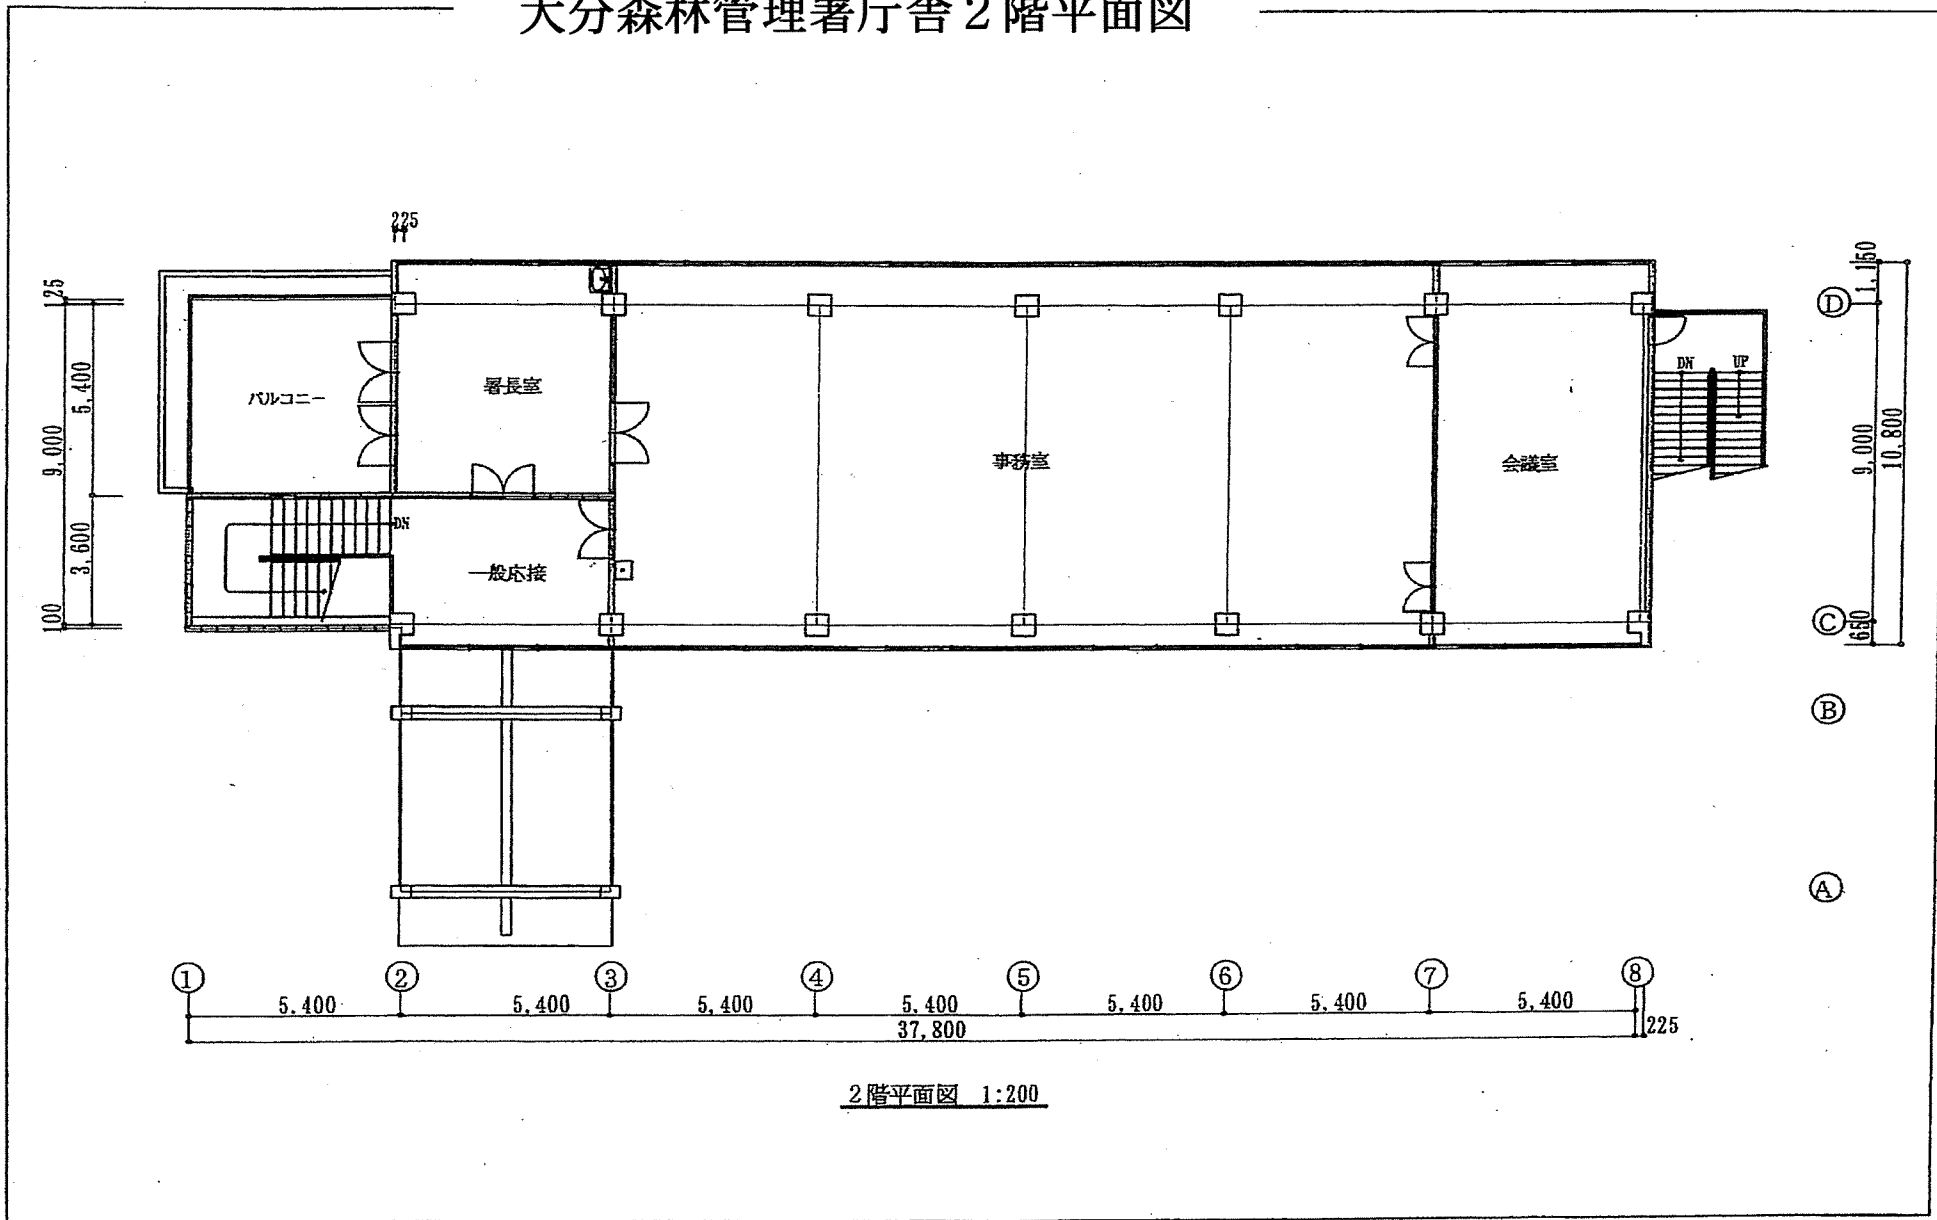 大分森林管理署庁舎２階平面図
225
25
5,400
9,000
3,600
100
バルコニー
署長室
DN
一般応接
事務室
会議室
DN
UP
1,150
9,000
10,800
650
D
C
B
A
① ② ③ ④ ⑤ ⑥ ⑦ ⑧
5.400 5,400 5,400 5,400 5,400 5,400 5,400
37,800
225
2階平面図 1:200